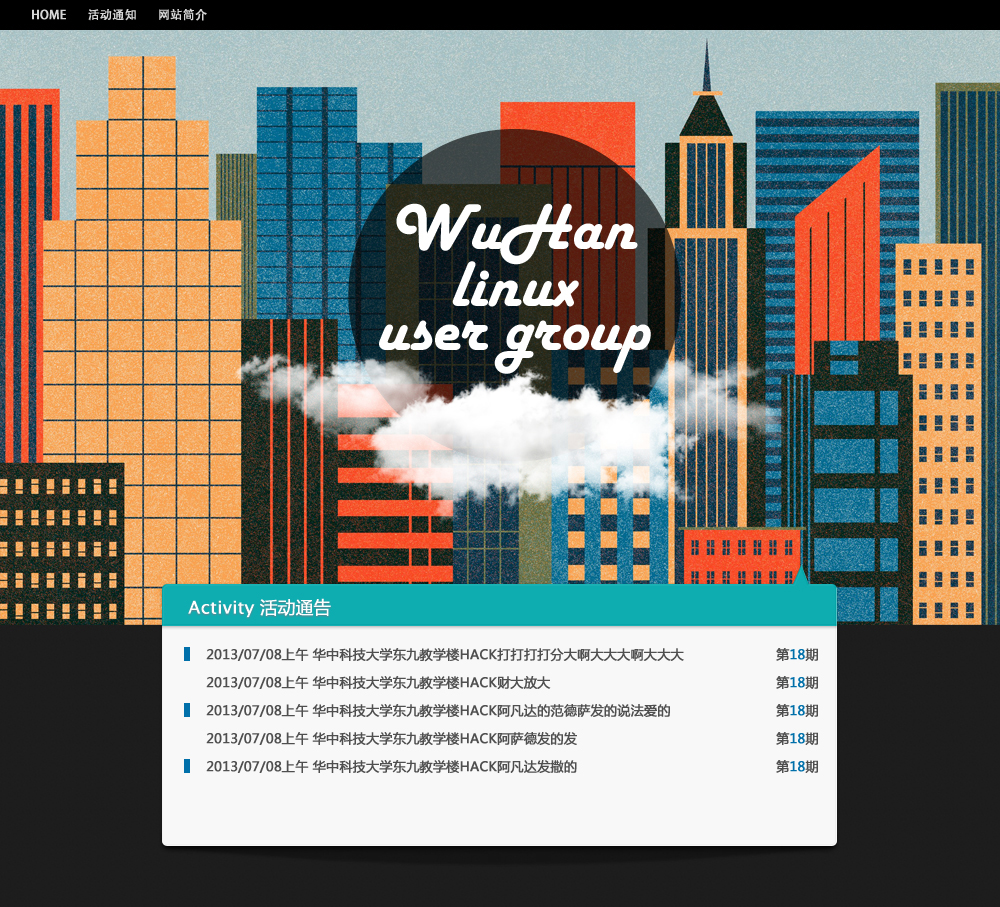 HOME 活动通知 网站简介
WuHan
linux
user group
Activity 活动通告
2013/07/08上午 华中科技大学东九教学楼HACK打打打打分大啊大大大啊大大大 第18期
2013/07/08上午 华中科技大学东九教学楼HACK财大放大 第18期
2013/07/08上午 华中科技大学东九教学楼HACK阿凡达的范德萨发的说法爱的 第18期
2013/07/08上午 华中科技大学东九教学楼HACK阿萨德发的发 第18期
2013/07/08上午 华中科技大学东九教学楼HACK阿凡达发撒的 第18期